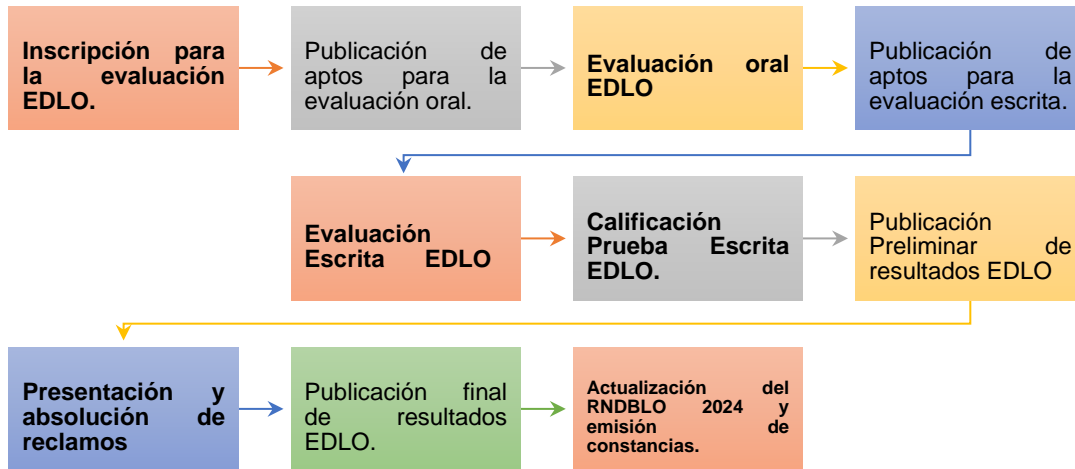 Inscripción para
la evaluación
EDLO.
Publicación de
aptos para la
evaluación oral.
Evaluación oral
EDLO
Publicación de
aptos para la
evaluación escrita.
Evaluación
Escrita EDLO
Calificación
Prueba Escrita
EDLO.
Publicación
Preliminar de
resultados EDLO
Presentación y
absolución de
reclamos
Publicación final
de resultados
EDLO.
Actualización del
RNDBLO 2024 y
emisión de
constancias.